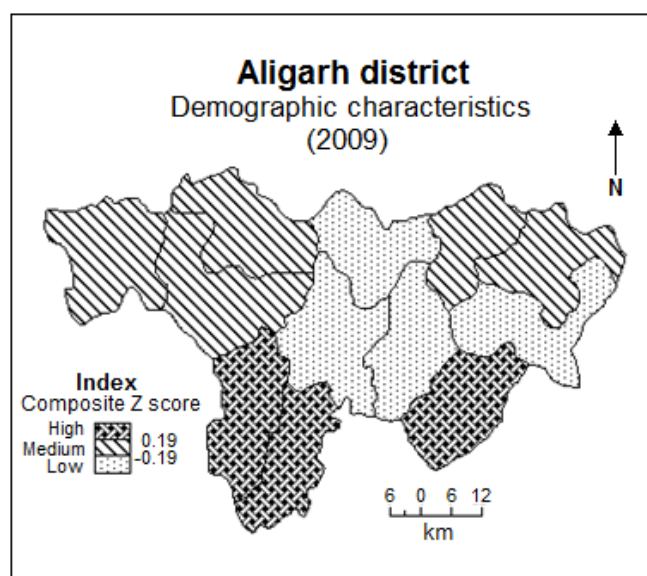 Aligarh district
Demographic characteristics
(2009)
N
Index
Composite Z score
High
0.19
Medium
-0.19
Low
6 0 6 12
km